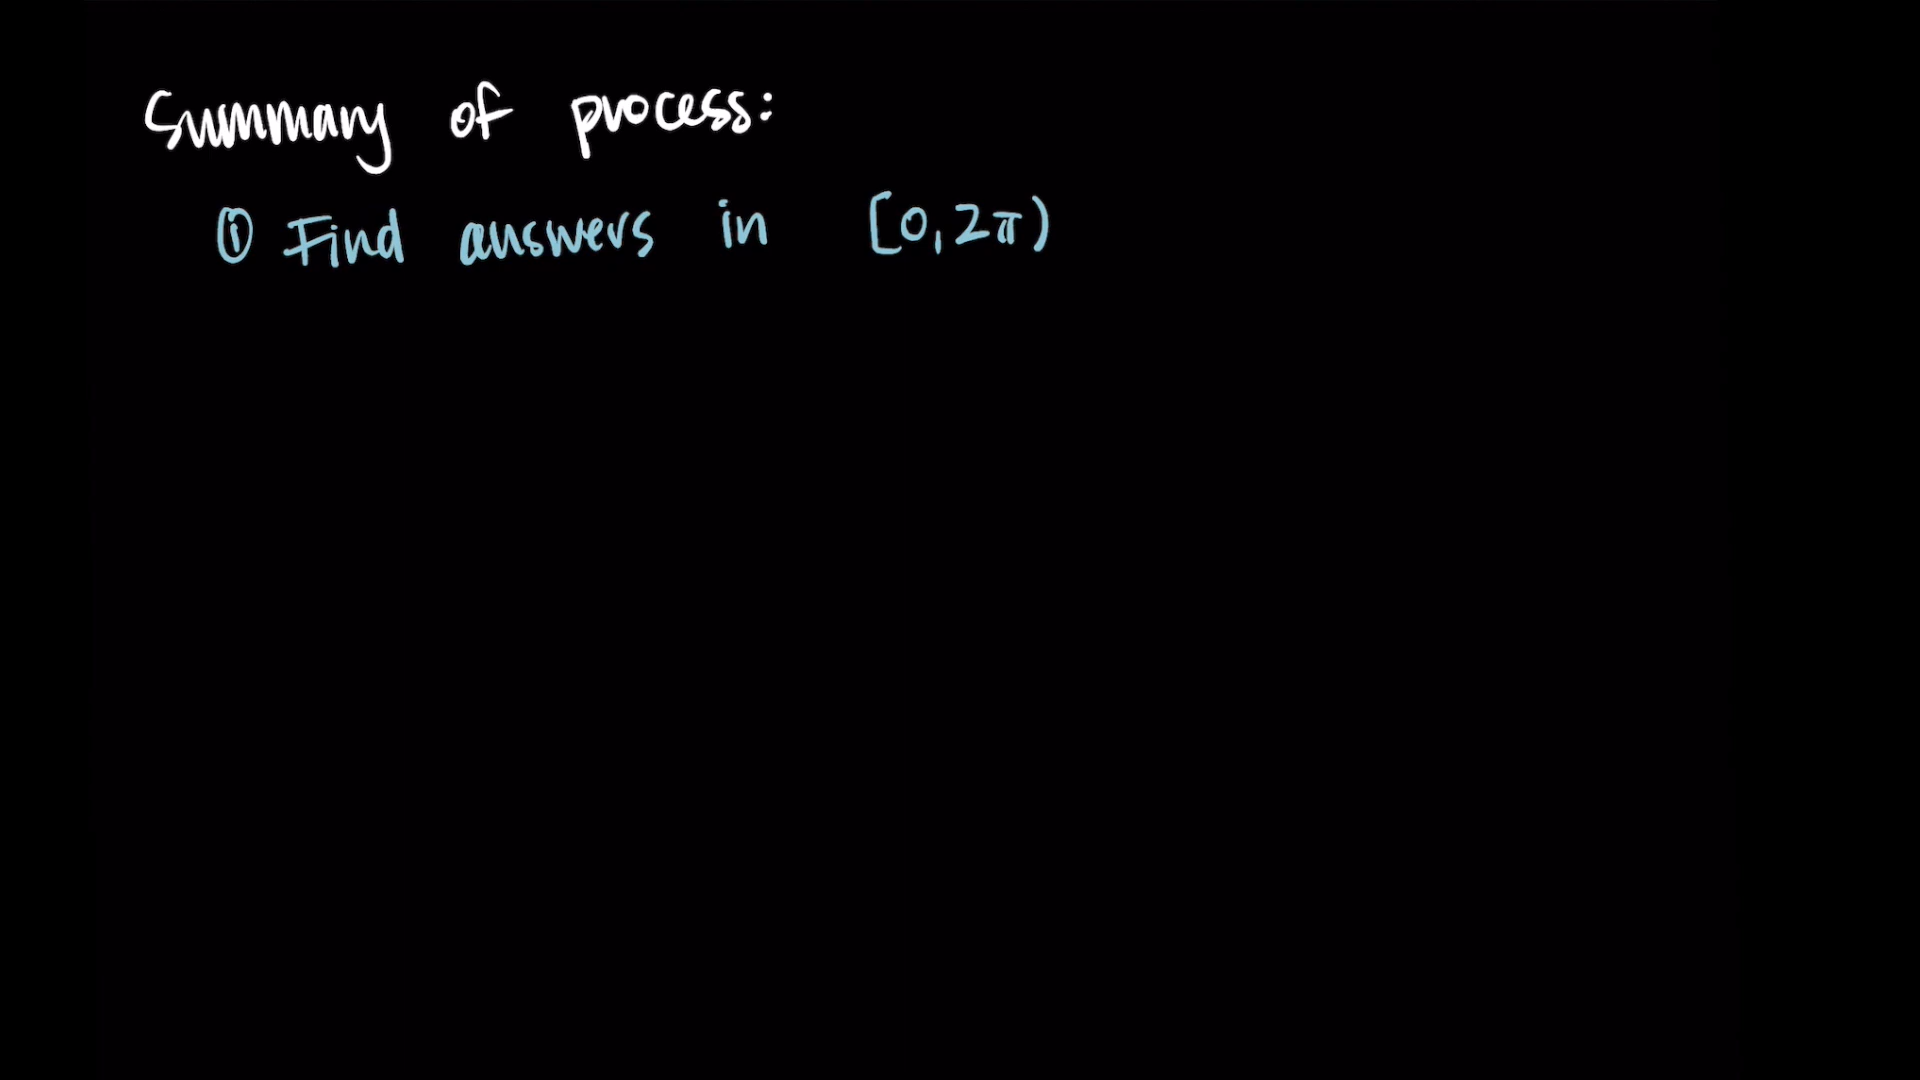 Summary of process:
① Find answers in [0,2π)